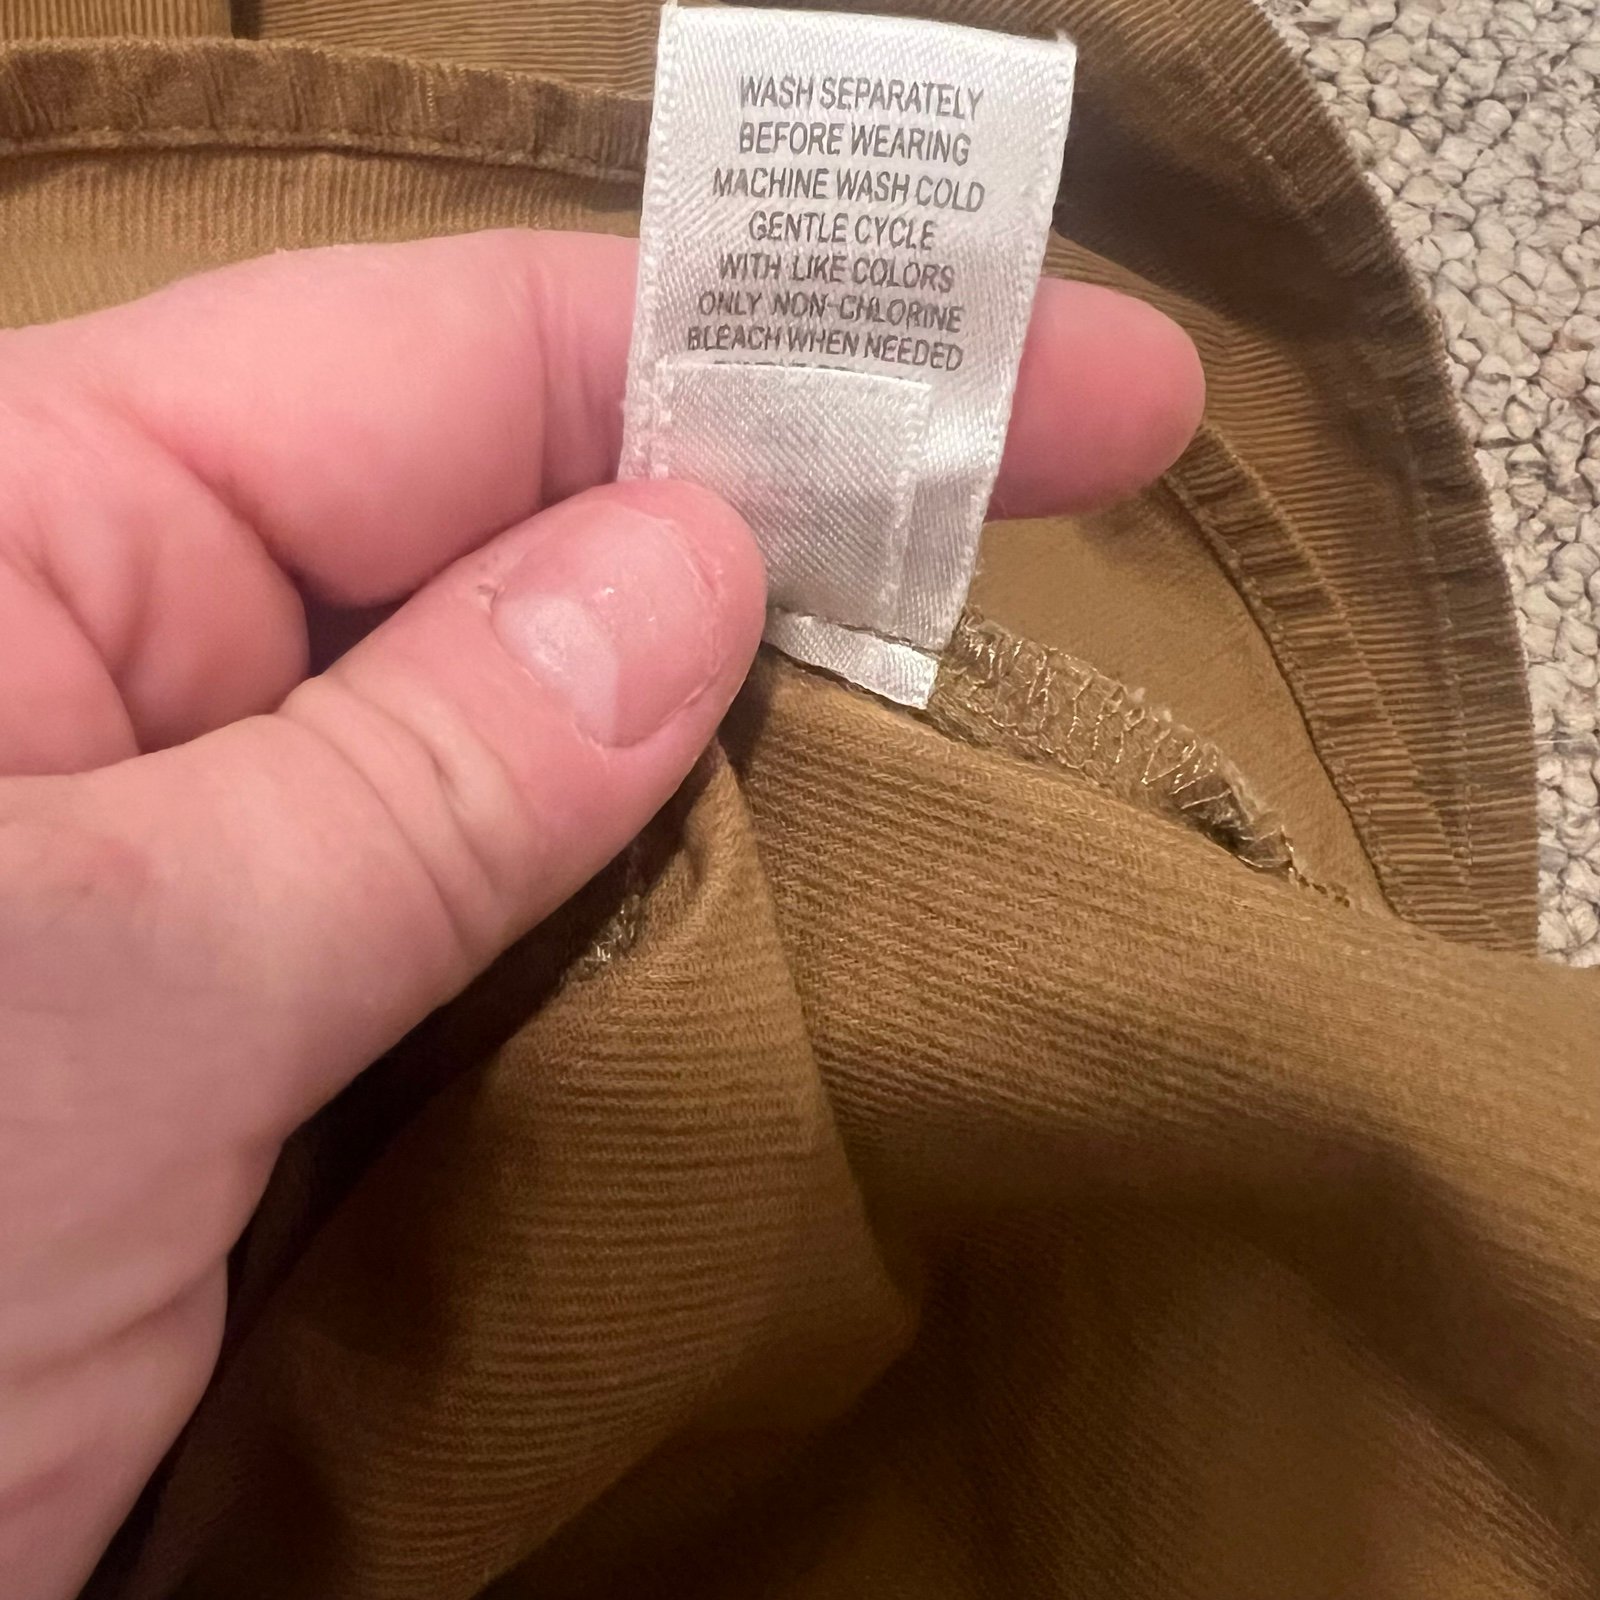 WASH SEPARATELY
BEFORE WEARING
MACHINE WASH COLD
GENTLE CYCLE
WITH LIKE COLORS
ONLY NON-CHLORINE
BLEACH WHEN NEEDED